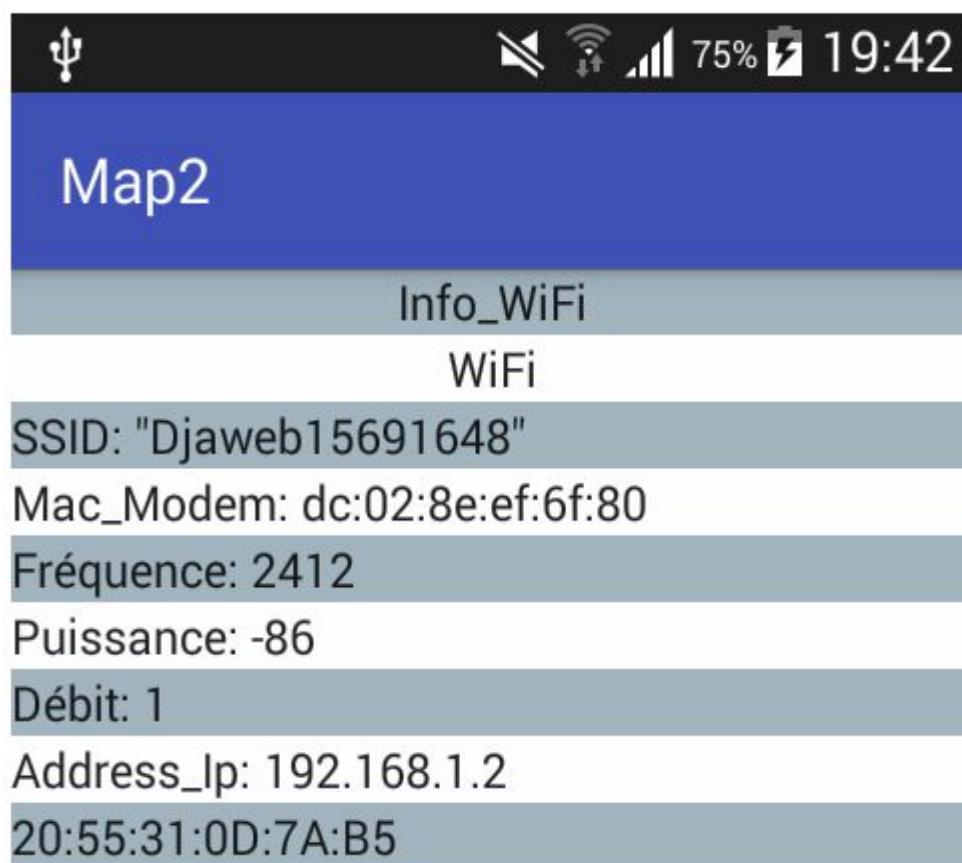 75% 19:42
Map2
Info_WiFi
WiFi
SSID: "Djaweb15691648"
Mac_Modem: dc:02:8e:ef:6f:80
Fréquence: 2412
Puissance: -86
Débit: 1
Address_Ip: 192.168.1.2
20:55:31:0D:7A:B5